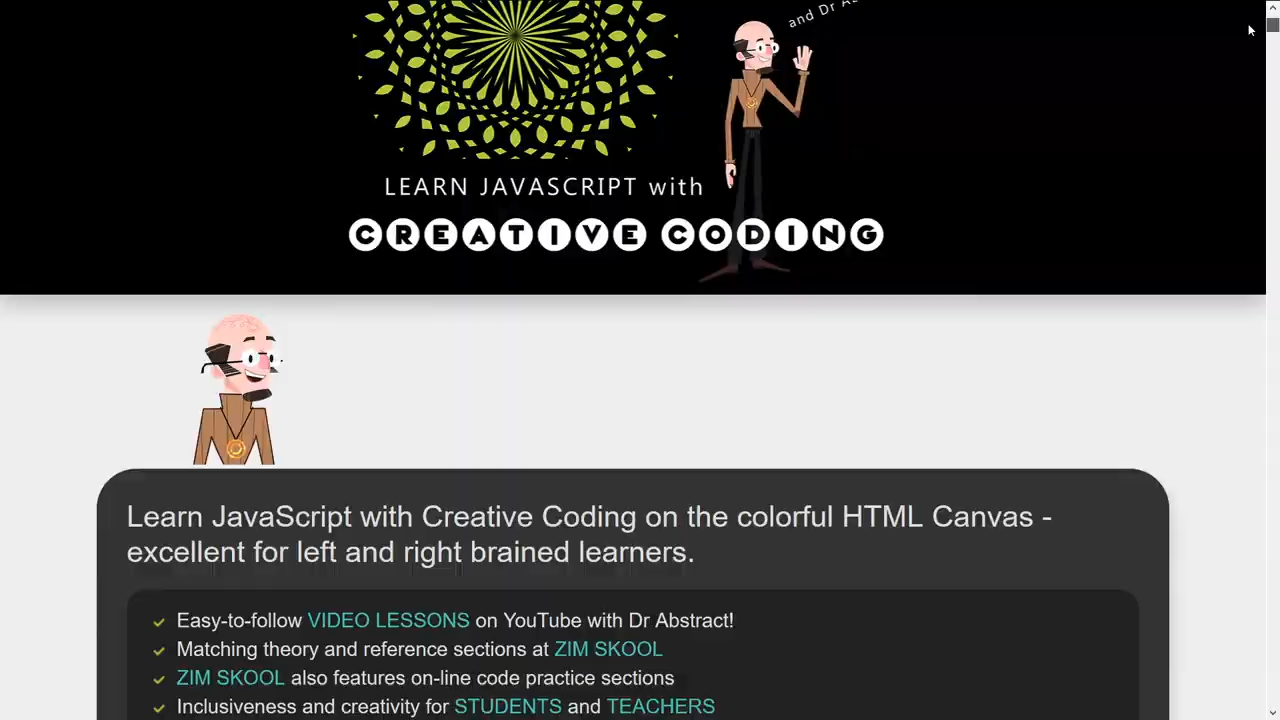 and Dr
LEARN JAVASCRIPT with
CREATIVE CODING
Learn JavaScript with Creative Coding on the colorful HTML Canvas -
excellent for left and right brained learners.
Easy-to-follow VIDEO LESSONS on YouTube with Dr Abstract!
Matching theory and reference sections at ZIM SKOOL
ZIM SKOOL also features on-line code practice sections
Inclusiveness and creativity for STUDENTS and TEACHERS